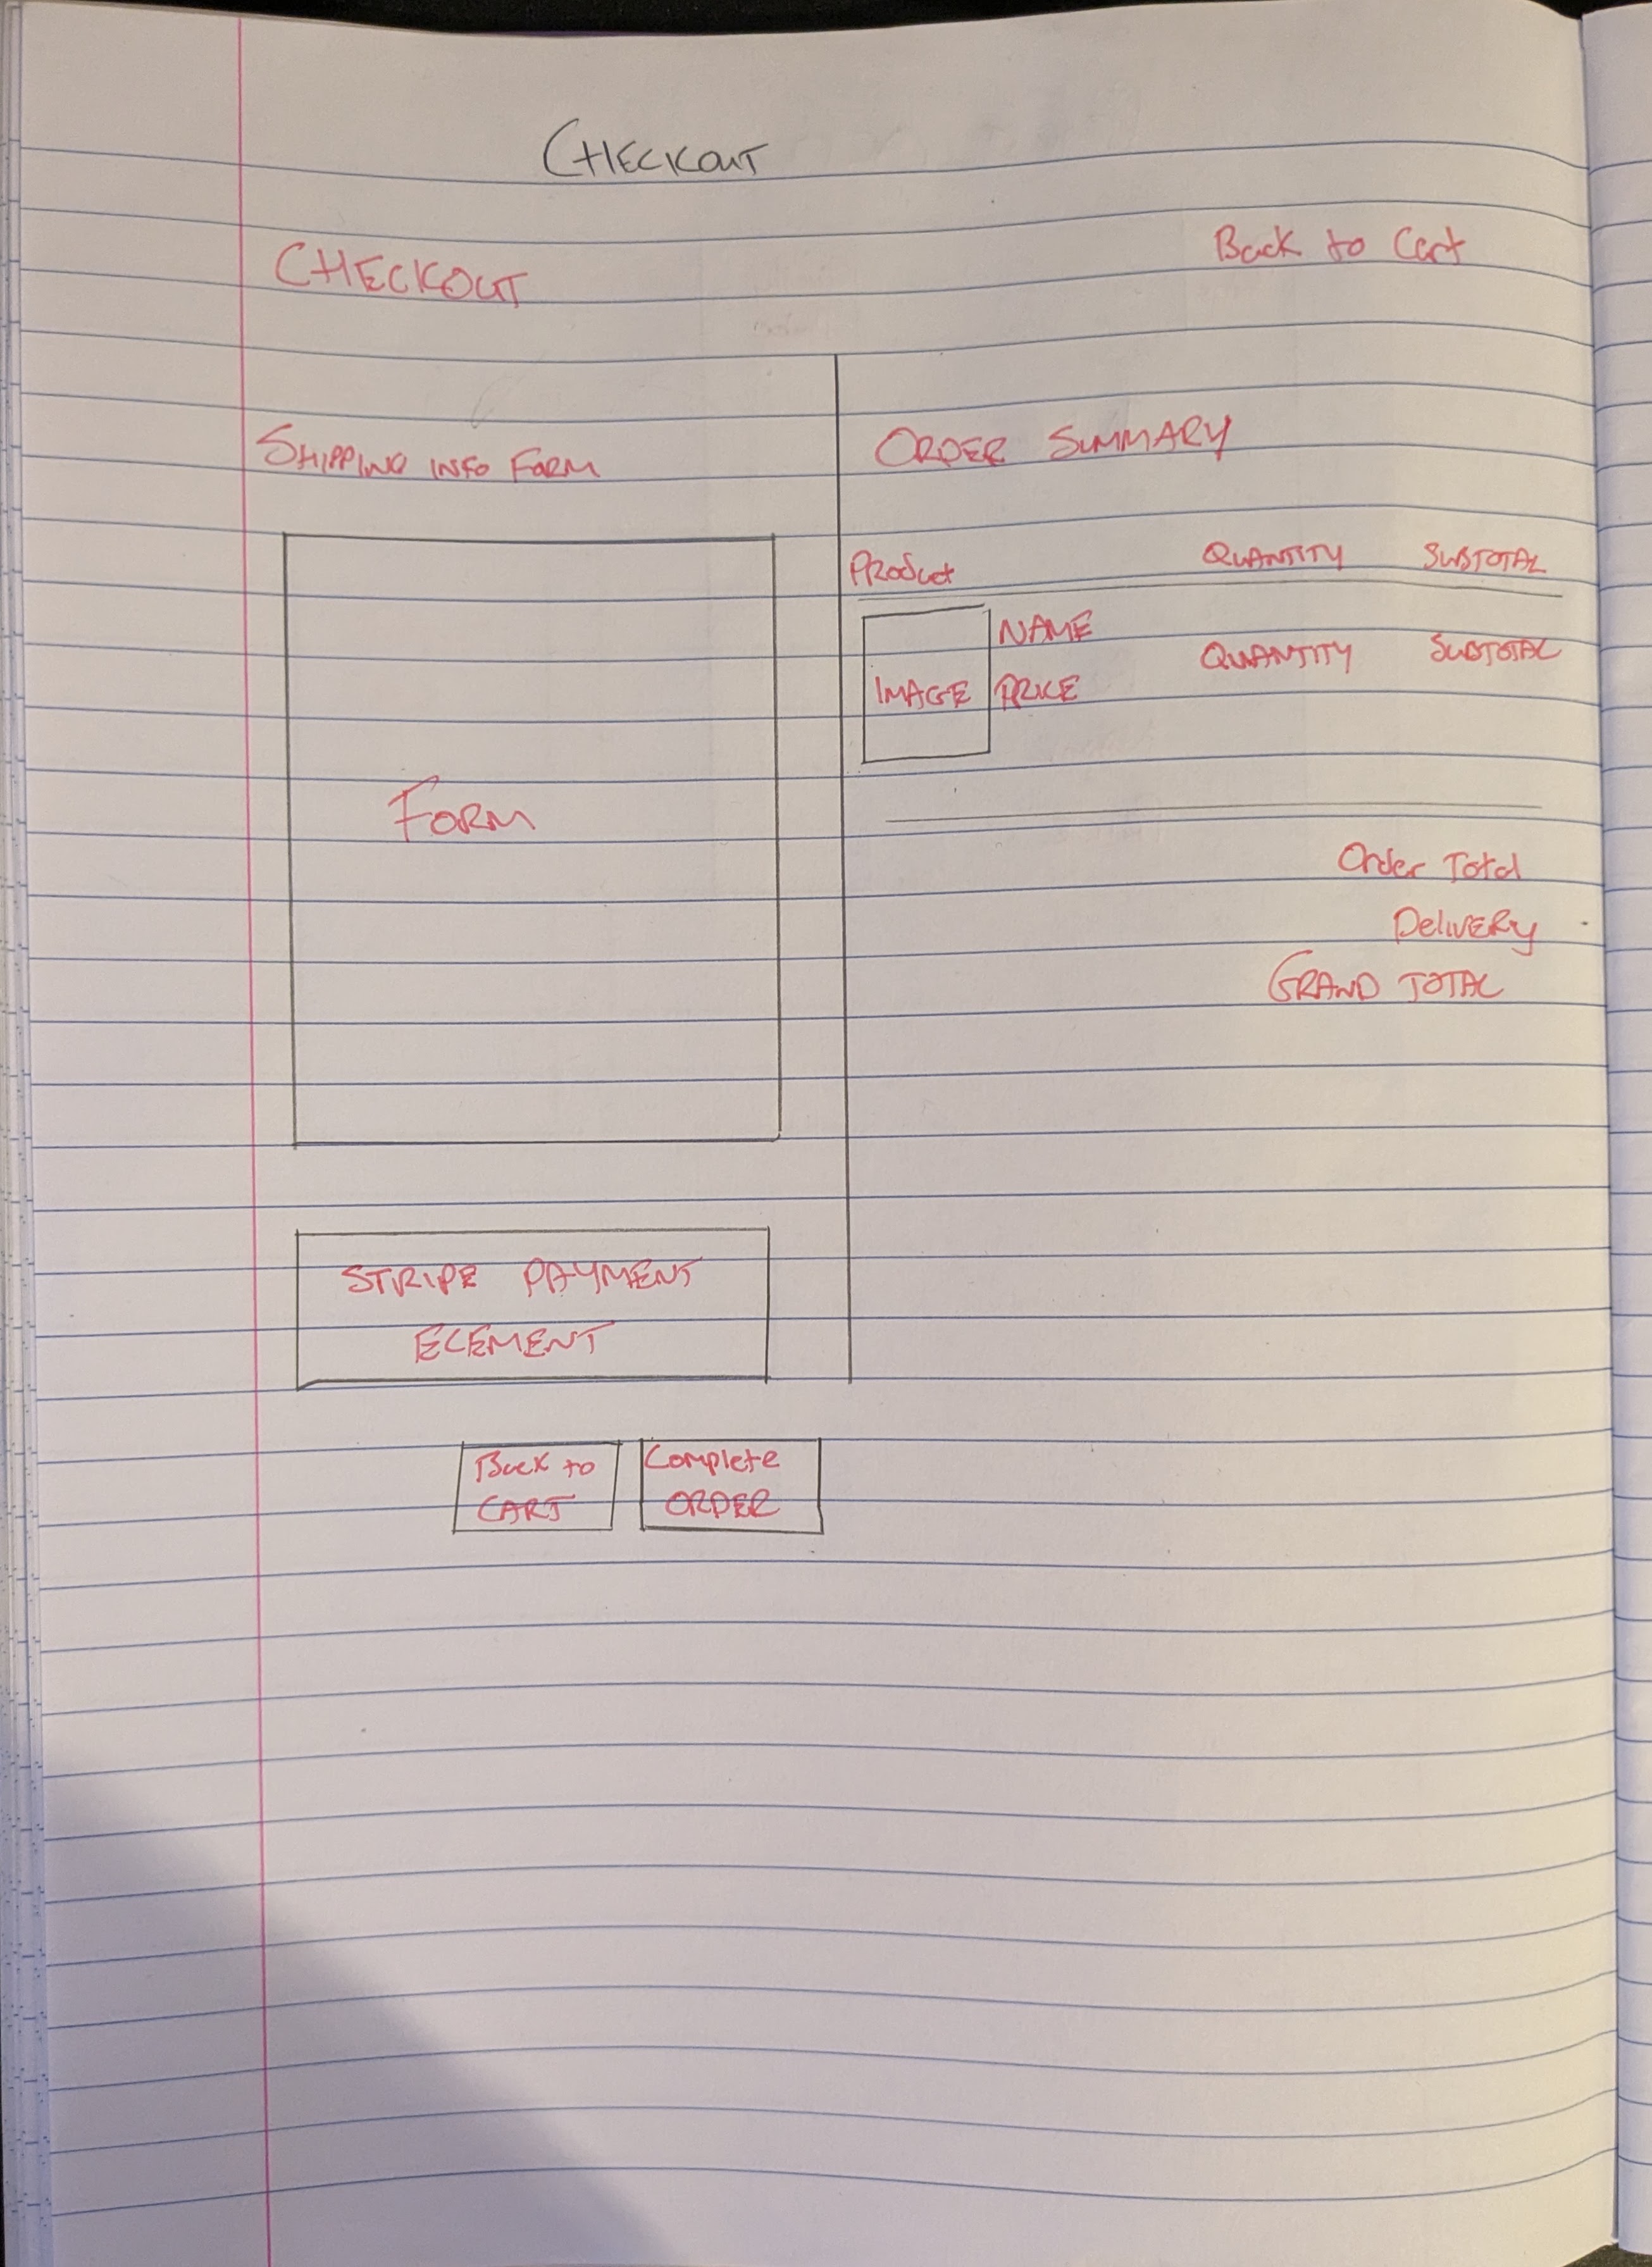 CHECKOUT
CHECKOUT
Back to Cart
SHIPPING INFO FORM
FORM
STRIPE PAYMENT
ELEMENT
Back to
CART
Complete
ORDER
ORDER SUMMARY
Product QUANTITY SUBTOTAL
NAME
IMAGE PRICE
QUANTITY SUBTOTAL
Order Total
Delivery
GRAND TOTAL